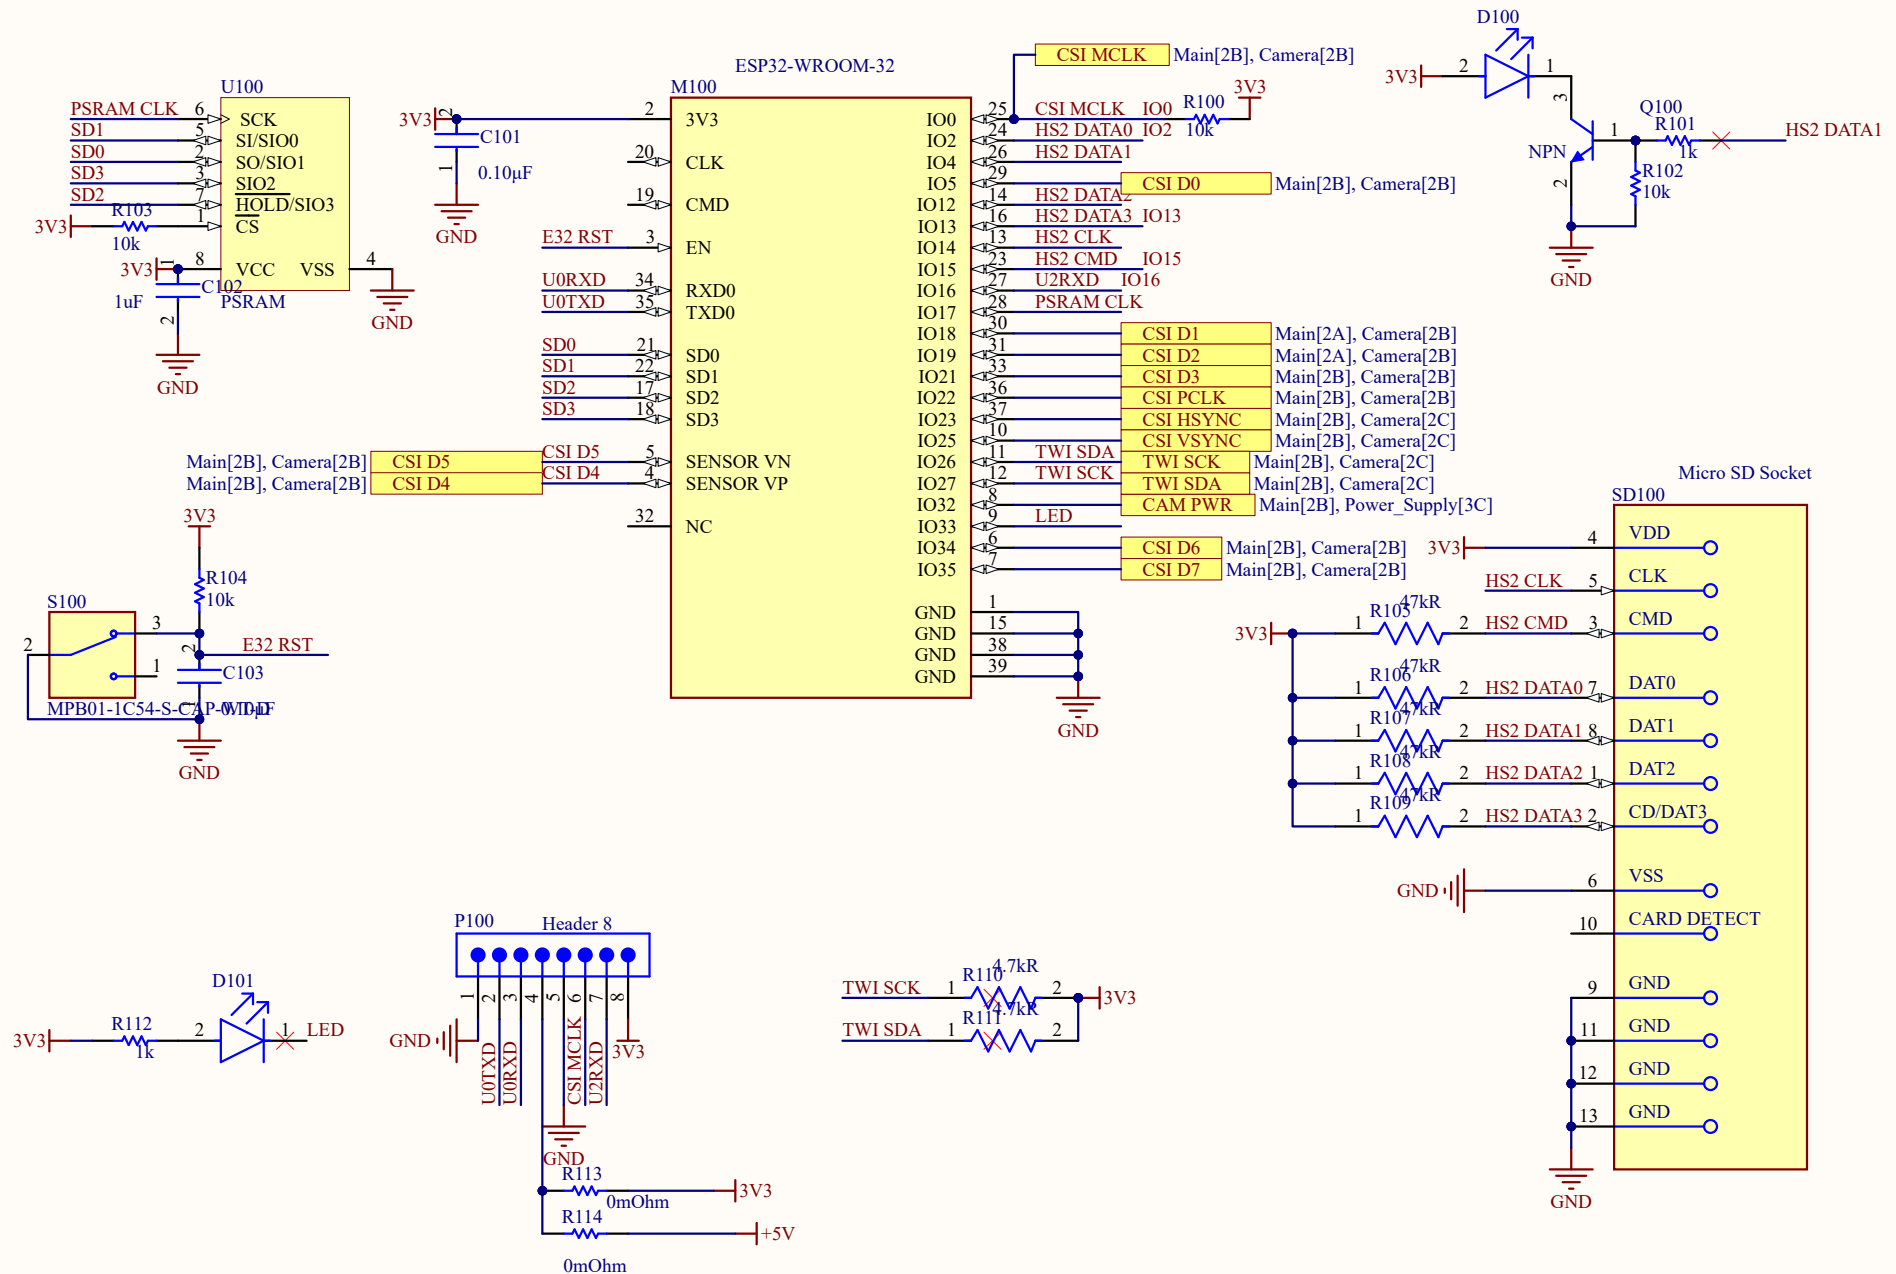 U100
PSRAM CLK 6 SCK
SD1 5 SI/SIO0
SD0 2 SO/SIO1
SD3 3 SIO2
SD2 7 HOLD/SIO3
3V3 R103 10k 1 CS
3V3 1 8 VCC VSS 4
C102
1uF
PSRAM
2
GND
GND
3V3 2
C101
0.10µF
1
GND
ESP32-WROOM-32
M100
2 3V3
20 CLK
19 CMD
E32 RST 3 EN
U0RXD 34 RXD0
U0TXD 35 TXD0
SD0 21 SD0
SD1 22 SD1
SD2 17 SD2
SD3 18 SD3
Main[2B], Camera[2B] CSI D5 CSI D5 5 SENSOR VN
Main[2B], Camera[2B] CSI D4 CSI D4 4 SENSOR VP
32 NC
CSI MCLK Main[2B], Camera[2B]
IO0 25 CSI MCLK IO0 R100 10k 3V3
IO2 24 HS2 DATA0 IO2
IO4 26 HS2 DATA1
IO5 29 CSI D0 Main[2B], Camera[2B]
IO12 14 HS2 DATA2
IO13 16 HS2 DATA3 IO13
IO14 13 HS2 CLK
IO15 23 HS2 CMD IO15
IO16 27 U2RXD IO16
IO17 28 PSRAM CLK
IO18 30 CSI D1 Main[2A], Camera[2B]
IO19 31 CSI D2 Main[2A], Camera[2B]
IO21 33 CSI D3 Main[2B], Camera[2B]
IO22 36 CSI PCLK Main[2B], Camera[2B]
IO23 37 CSI HSYNC Main[2B], Camera[2C]
IO25 10 CSI VSYNC Main[2B], Camera[2C]
IO26 11 TWI SDA TWI SCK Main[2B], Camera[2C]
IO27 12 TWI SCK TWI SDA Main[2B], Camera[2C]
IO32 8 CAM PWR Main[2B], Power_Supply[3C]
IO33 9 LED
IO34 6 CSI D6 Main[2B], Camera[2B]
IO35 7 CSI D7 Main[2B], Camera[2B]
GND 1
GND 15
GND 38
GND 39
GND
D100
3V3 2 1
3
Q100
NPN 1 R101 1k HS2 DATA1
2
R102
10k
GND
3V3
R104
10k
S100
3
2
1
2
E32 RST
C103
1
MPB01-1C54-S-CAP-WT-D
0.10µF
GND
Micro SD Socket
SD100
3V3 4 VDD
HS2 CLK 5 CLK
3V3 1 R105 47kR 2 HS2 CMD 3 CMD
1 R106 47kR 2 HS2 DATA0 7 DAT0
1 R107 47kR 2 HS2 DATA1 8 DAT1
1 R108 47kR 2 HS2 DATA2 1 DAT2
1 R109 47kR 2 HS2 DATA3 2 CD/DAT3
GND 6 VSS
10 CARD DETECT
9 GND
11 GND
12 GND
13 GND
GND
D101
3V3 R112 1k 2 1 LED
P100 Header 8
1 2 3 4 5 6 7 8
GND U0TXD U0RXD CSI MCLK U2RXD 3V3
GND
R113 0mOhm 3V3
R114 +5V
0mOhm
TWI SCK 1 R110 4.7kR 2 3V3
TWI SDA 1 R111 4.7kR 2